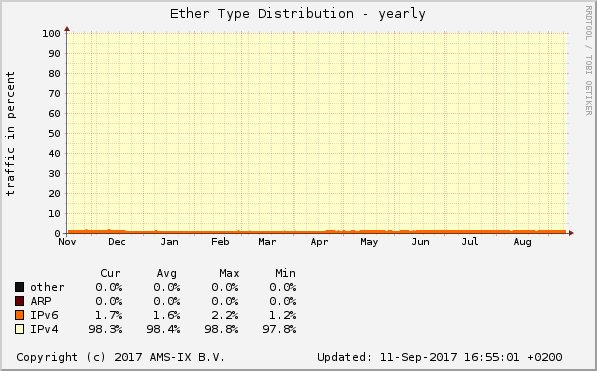 Ether Type Distribution - yearly
RRDTOOL / TOBI OETIKER
traffic in percent
100
90
80
70
60
50
40
30
20
10
0
Nov Dec Jan Feb Mar Apr May Jun Jul Aug
Cur Avg Max Min
other 0.0% 0.0% 0.0% 0.0%
ARP 0.0% 0.0% 0.0% 0.0%
IPv6 1.7% 1.6% 2.2% 1.2%
IPv4 98.3% 98.4% 98.8% 97.8%
Copyright (c) 2017 AMS-IX B.V. Updated: 11-Sep-2017 16:55:01 +0200